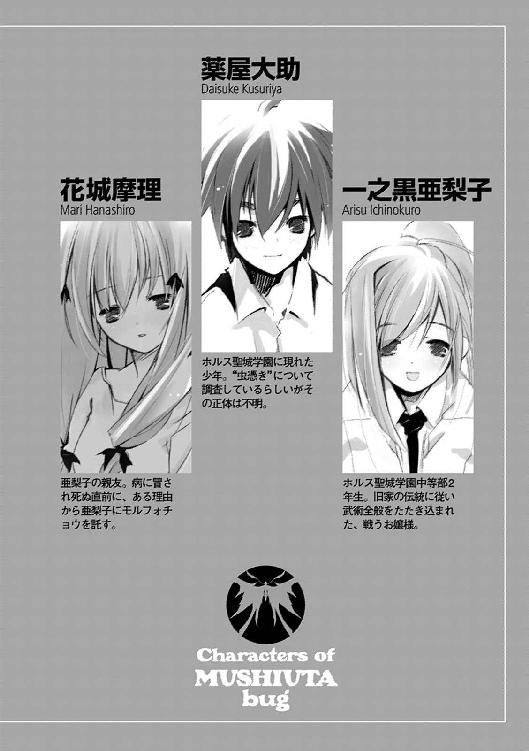 薬屋大助
Daisuke Kusuriya
ホルス聖城学園に現れた
少年。“虫憑き”について
調査しているらしいがそ
の正体は不明。
花城摩理
Mari Hanashiro
亜梨子の親友。病に冒さ
れ死ぬ直前に、ある理由
から亜梨子にモルフォチ
ョウを託す。
一之黒亜梨子
Arisu Ichinokuro
ホルス聖城学園中等部2
年生。旧家の伝統に従い
武術全般をたたき込まれ
た、戦うお嬢様。
Characters of
MUSHIUTA
bug